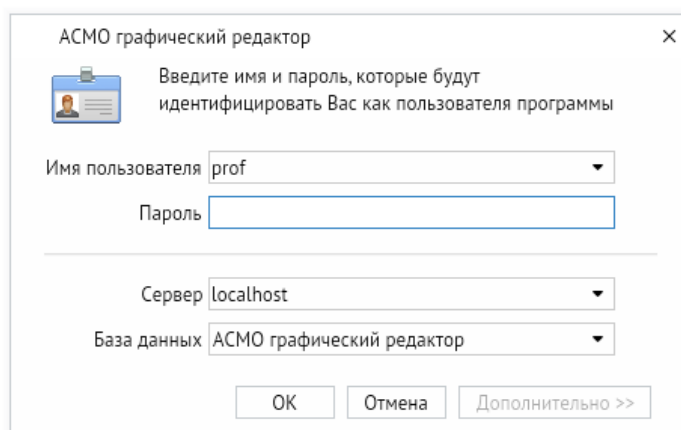 АСМО графический редактор
Введите имя и пароль, которые будут
идентифицировать Вас как пользователя программы
Имя пользователя prof
Пароль
Сервер localhost
База данных АСМО графический редактор
ОК Отмена Дополнительно >>